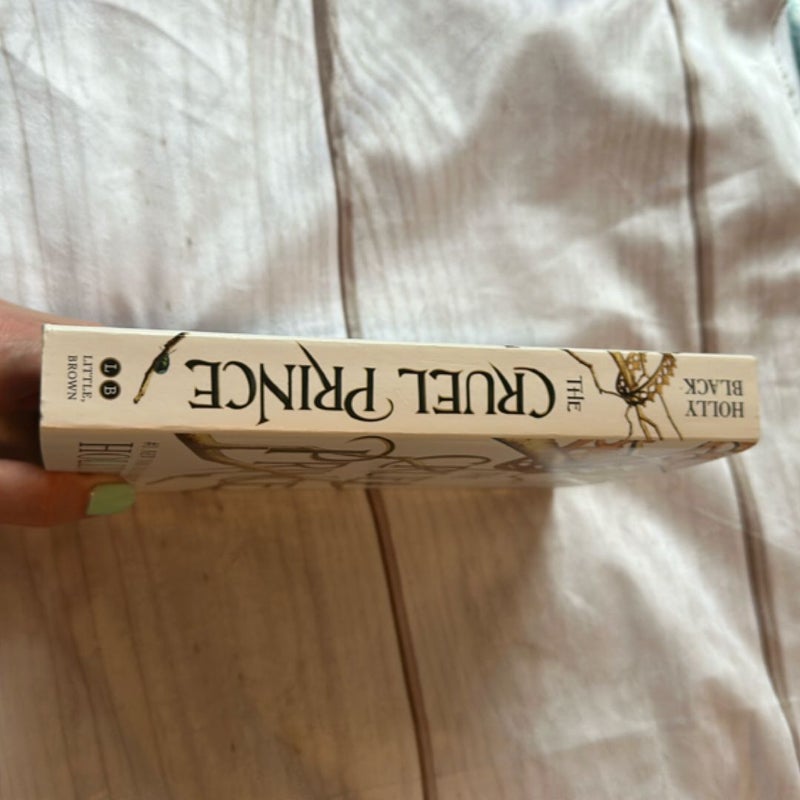 HOLLY
BLACK
THE
CRUEL PRINCE
L B
LITTLE,
BROWN